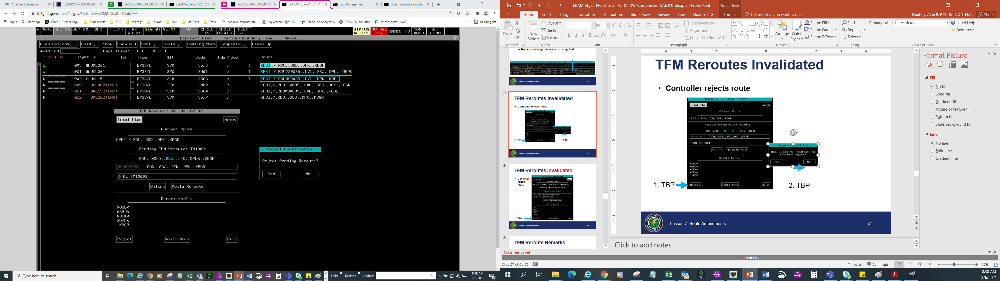 Apache Guacamole
455/MCG:MCWS:10.245.
21
865/RPD:RPos:10.245.12
866/DVu:DPos:10.245.12
16
867/RPD:RPos:10.245.12
868/DVu:DPos:10.245.12
Lab Management
Guac huntleya Console
tb3guac.gwp.eram.faa.gov/#/client/Mzc2MjUAYwBteXNxbA==
Apps
Startpage
Gibiru – Protecting...
Timesheets
ECS
Military
Leidos
FAA
US Govt
Travel
AirNav: Information...
SkyVector: Flight Pl...
IFR Route Analyzer...
FRAC SSL Solution
Photoshelter_AOC
Reading list
MORE ACL 06 DEP 00 GPD PLANS WX REPORT SIG 01 GI 01 UA CPDLC HIST CPDLC MSGOUT KEEP ALL STATUS ACTIVE OUTAGE 16 0006 19 NON-ADSB SAT COMM
Aircraft List Sector/Boundary Time Manual
Plan Options... Hold... Show Show All Sort... Tools... Posting Mode Template... Clean Up
Add/Find Facilities: B I J N C T
R Y A Flight Id PA Type Alt Code Hdg/Spd Route
003 UAL201 B738/L 330 3576 / T KPBI./.RDU..OOD..DPK..KBGR
001 UAL001 B738/L 370 3401 / T KPBI./.RDU270035..LVL..SBJ..DPK..KBGR
N 002 UAL151 B738/L 310 3563 / T KPBI./.RDU090035..LVL..DPK..KBDL
N 009 UAL002(UNK) B738/L 370 3402 / KPBI./.RDU270035..LVL..SBJ..DPK..KBGR
N 011 UAL152(UNK) B738/L 310 3564 / KPBI./.RDU090035..LVL..DPK..KBDL
N 012 UAL202(UNK) B738/L 330 3577 / KPBI./.RDU..OOD..DPK..KBGR
TFM Reroute: UAL201 B738/L
Trial Plan Amend
Current Route
KPBI./.RDU..OOD..DPK..KBGR
Pending TFM Reroute: TMI0001
RDU..➤OOD..SBJ..JFK..DPK<..KBGR
RDU044033.. OOD..SBJ..JFK..DPK..KBGR
OTMI TMI0001
Uplink Apply Reroute
Direct-to-Fix
➤OOD<
➤SBJ<
➤JFK<
➤DPK<
KBGR
Reject Route Menu Exit
Reject Confirmation
Reject Pending Reroute?
Yes No
Type here to search
Links Desktop Address
8:38 AM
8/6/2021
18
ERAM_Stg3c_PRS07_2021_06_07_RW_Compressed_EAE410_ah.pptx - PowerPoint
Picture Tools
File Home Insert Design Transitions Animations Slide Show Review View Nuance PDF Format Tell me what you want to do...
Huntley, Alan P. [US-US](NON-EMP) Share
Paste
New Slide
Layout
Reset
Section
20
Text Direction
Align Text
Convert to SmartArt
Arrange
Quick Styles
Shape Fill
Shape Outline
Shape Effects
Find
Replace
Select
Primary Label Unrestricted
Label Help
Favorites
Clipboard Slides Font Paragraph Drawing Editing Classifier Label
– Route is no longer available to be applied
Lesson 7: Route Amendments
57
TFM Reroutes Invalidated
• Controller rejects route
1. TBP
2. TBP
Lesson 7: Route Amendments 57
58
TFM Reroutes Invalidated
• Controller rejects route
TBP
Lesson 7: Route Amendments
59
TFM Reroute Remarks
TFM Reroutes Invalidated
• Controller rejects route
TFM Reroute: UAL201 B738/L
Trial Plan Amend
Current Route
KPBI./.RDU..OOD..DPK..KBGR
Pending TFM Reroute: TMI0001
RDU..➤OOD..SBJ..JFK..DPK<..KBGR
OOD..SBJ..JFK..DPK..KBGR
OTMI TMI0001
Uplink Apply Reroute
Direct-to-Fix
➤OOD<
➤SBJ<
➤JFK<
➤DPK<
KBGR
Reject Route Menu Exit
Reject Eligibility
INELIGIBLE: NOT YOUR CONTROL
Continue reject?
Yes No
1. TBP
2. TBP
FEDERAL AVIATION ADMINISTRATION
Lesson 7: Route Amendments
57
Click to add notes
Classifier Label
Unrestricted
Slide 57 of 0 .. 76
Notes Comments 80%
Format Picture
Fill
No fill
Solid fill
Gradient fill
Picture or texture fill
Pattern fill
Slide background fill
Line
No line
Solid line
Gradient line
8:38 AM
8/6/2021